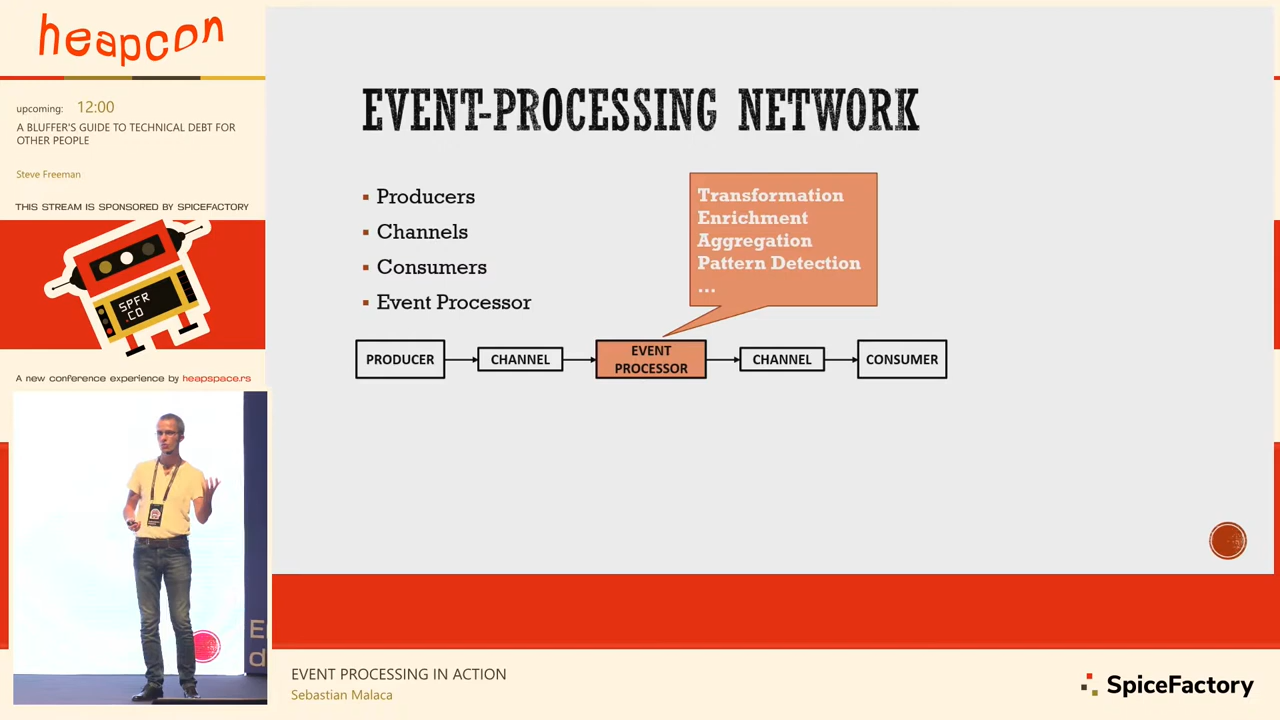 heapcon
upcoming: 12:00
A BLUFFER'S GUIDE TO TECHNICAL DEBT FOR
OTHER PEOPLE
Steve Freeman
THIS STREAM IS SPONSORED BY SPICEFACTORY
SPFR
.CO
A new conference experience by heapspace.rs
EVENT-PROCESSING NETWORK
▪ Producers
▪ Channels
▪ Consumers
▪ Event Processor
Transformation
Enrichment
Aggregation
Pattern Detection
...
PRODUCER
CHANNEL
EVENT
PROCESSOR
CHANNEL
CONSUMER
E
d
EVENT PROCESSING IN ACTION
Sebastian Malaca
SpiceFactory